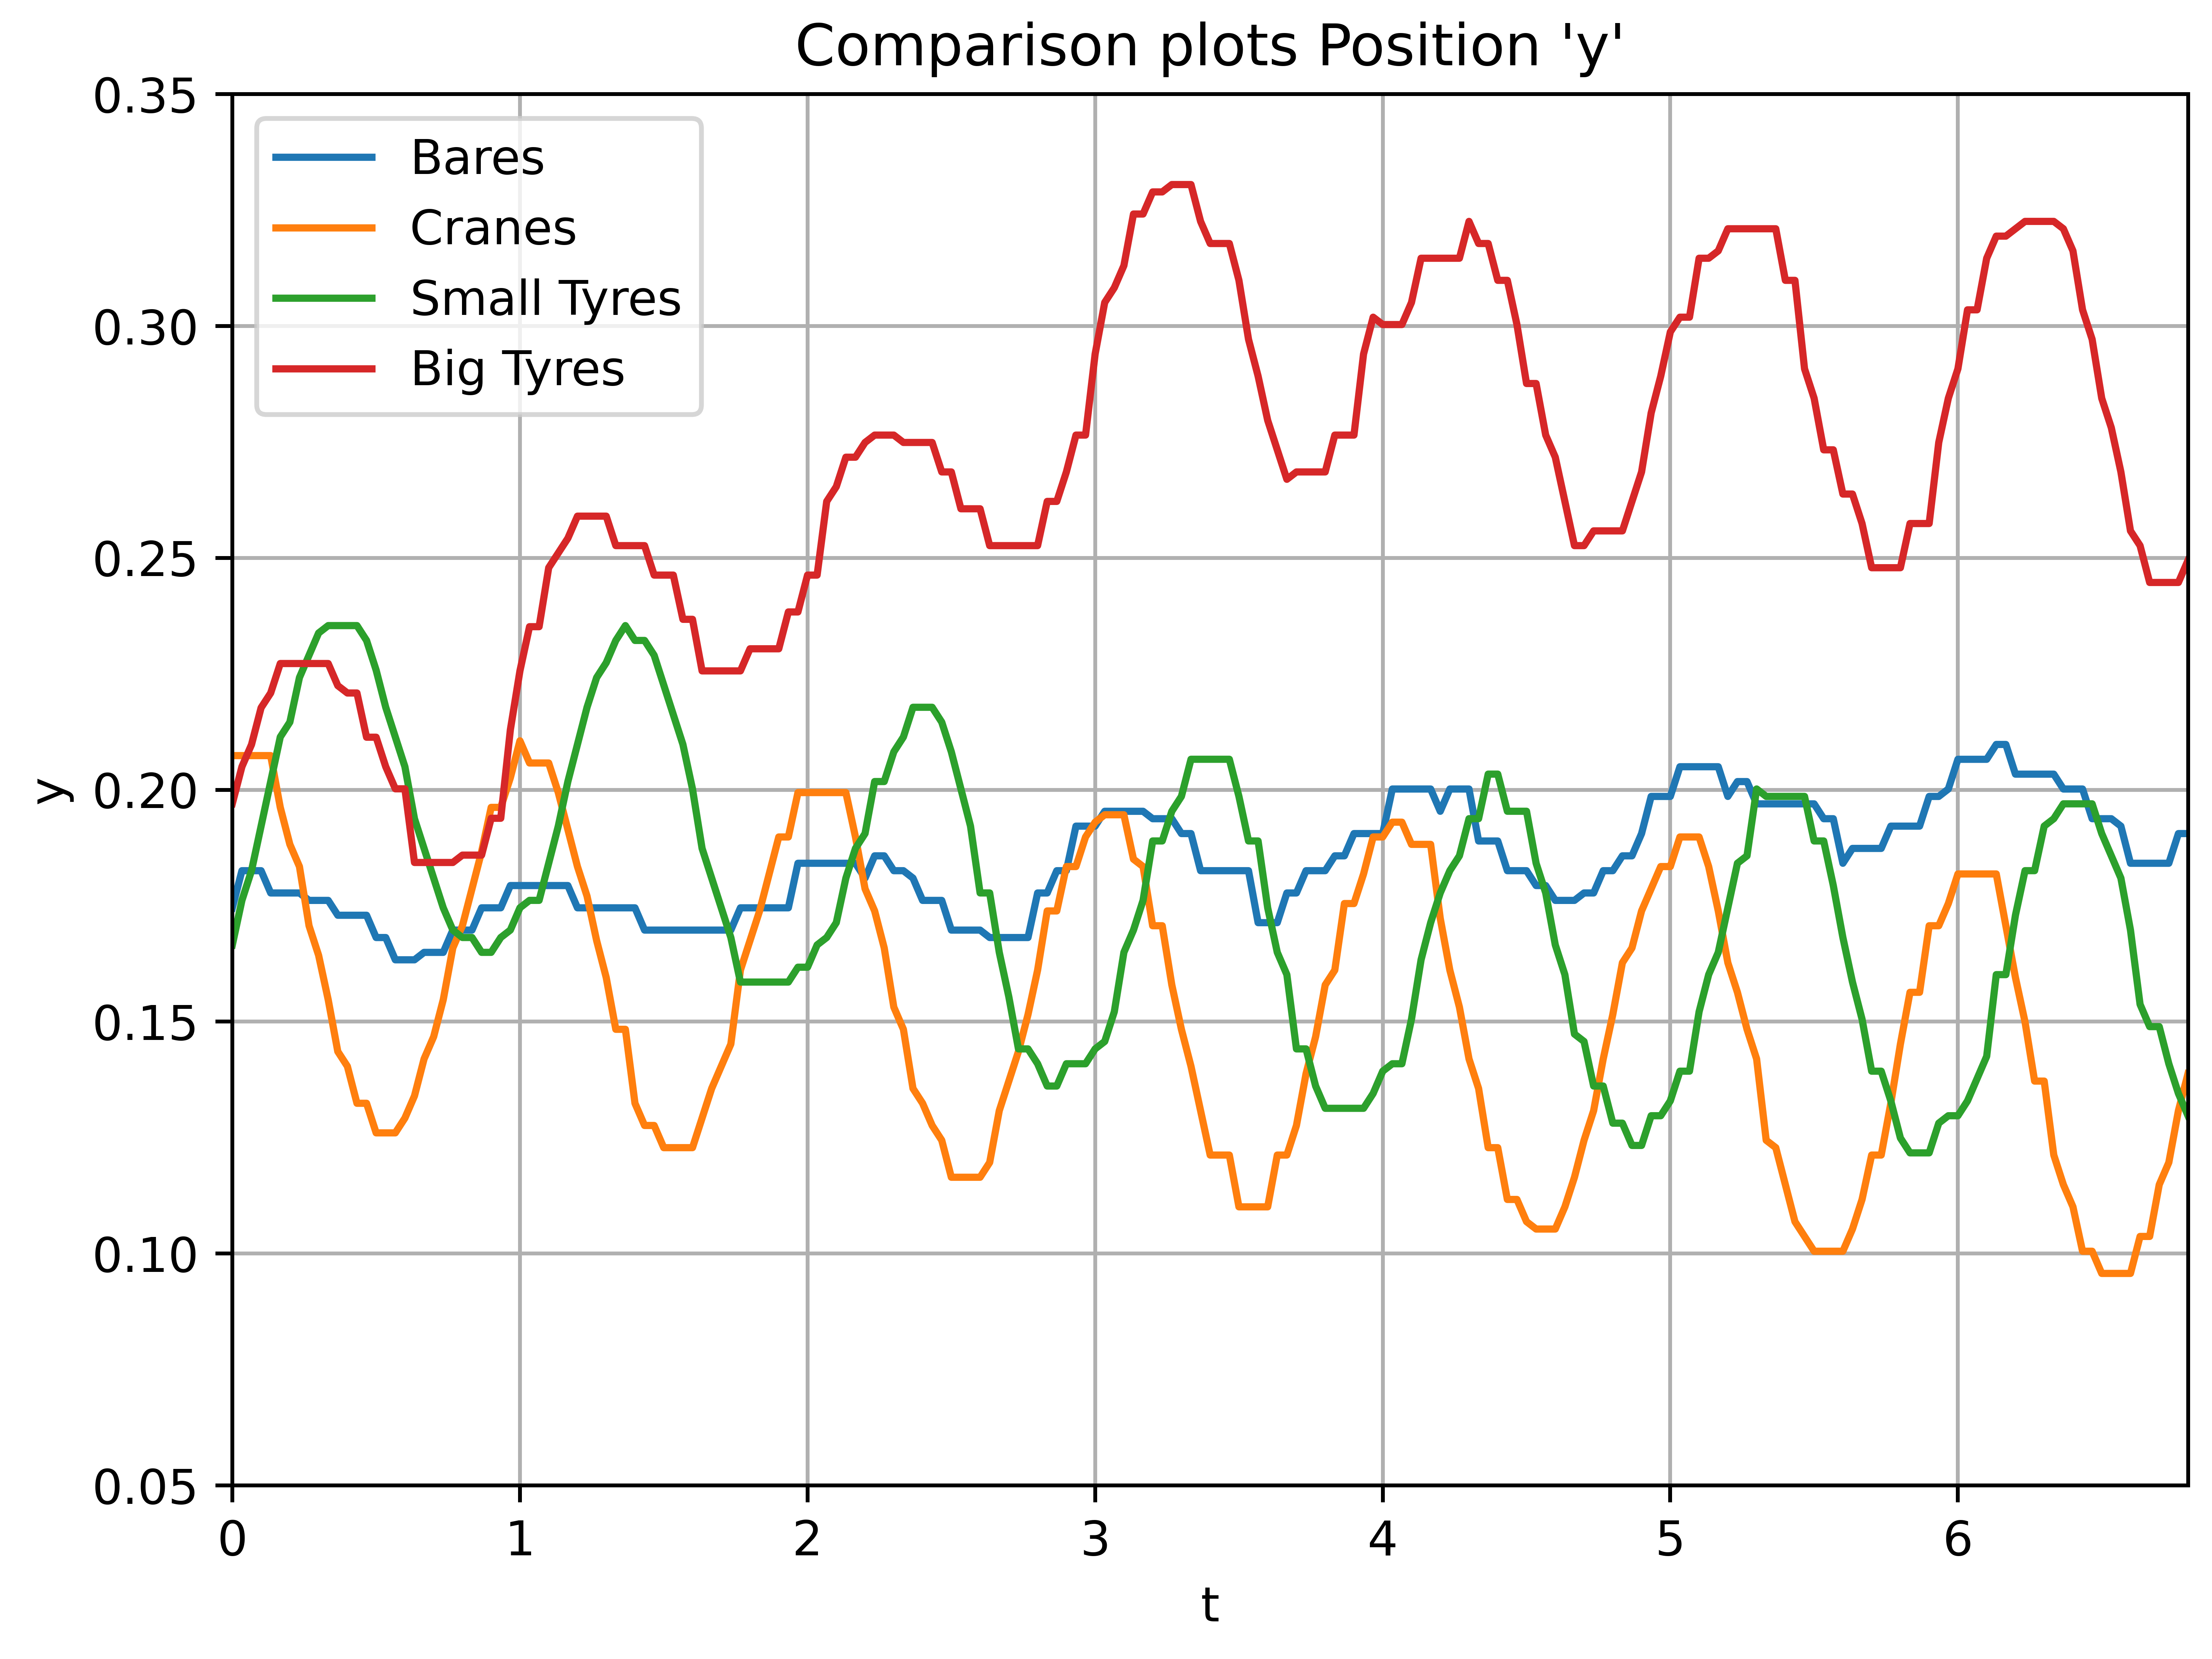 Comparison plots Position 'y'
0.35
0.30
0.25
0.20
0.15
0.10
0.05
y
Bares
Cranes
Small Tyres
Big Tyres
0 1 2 3 4 5 6
t